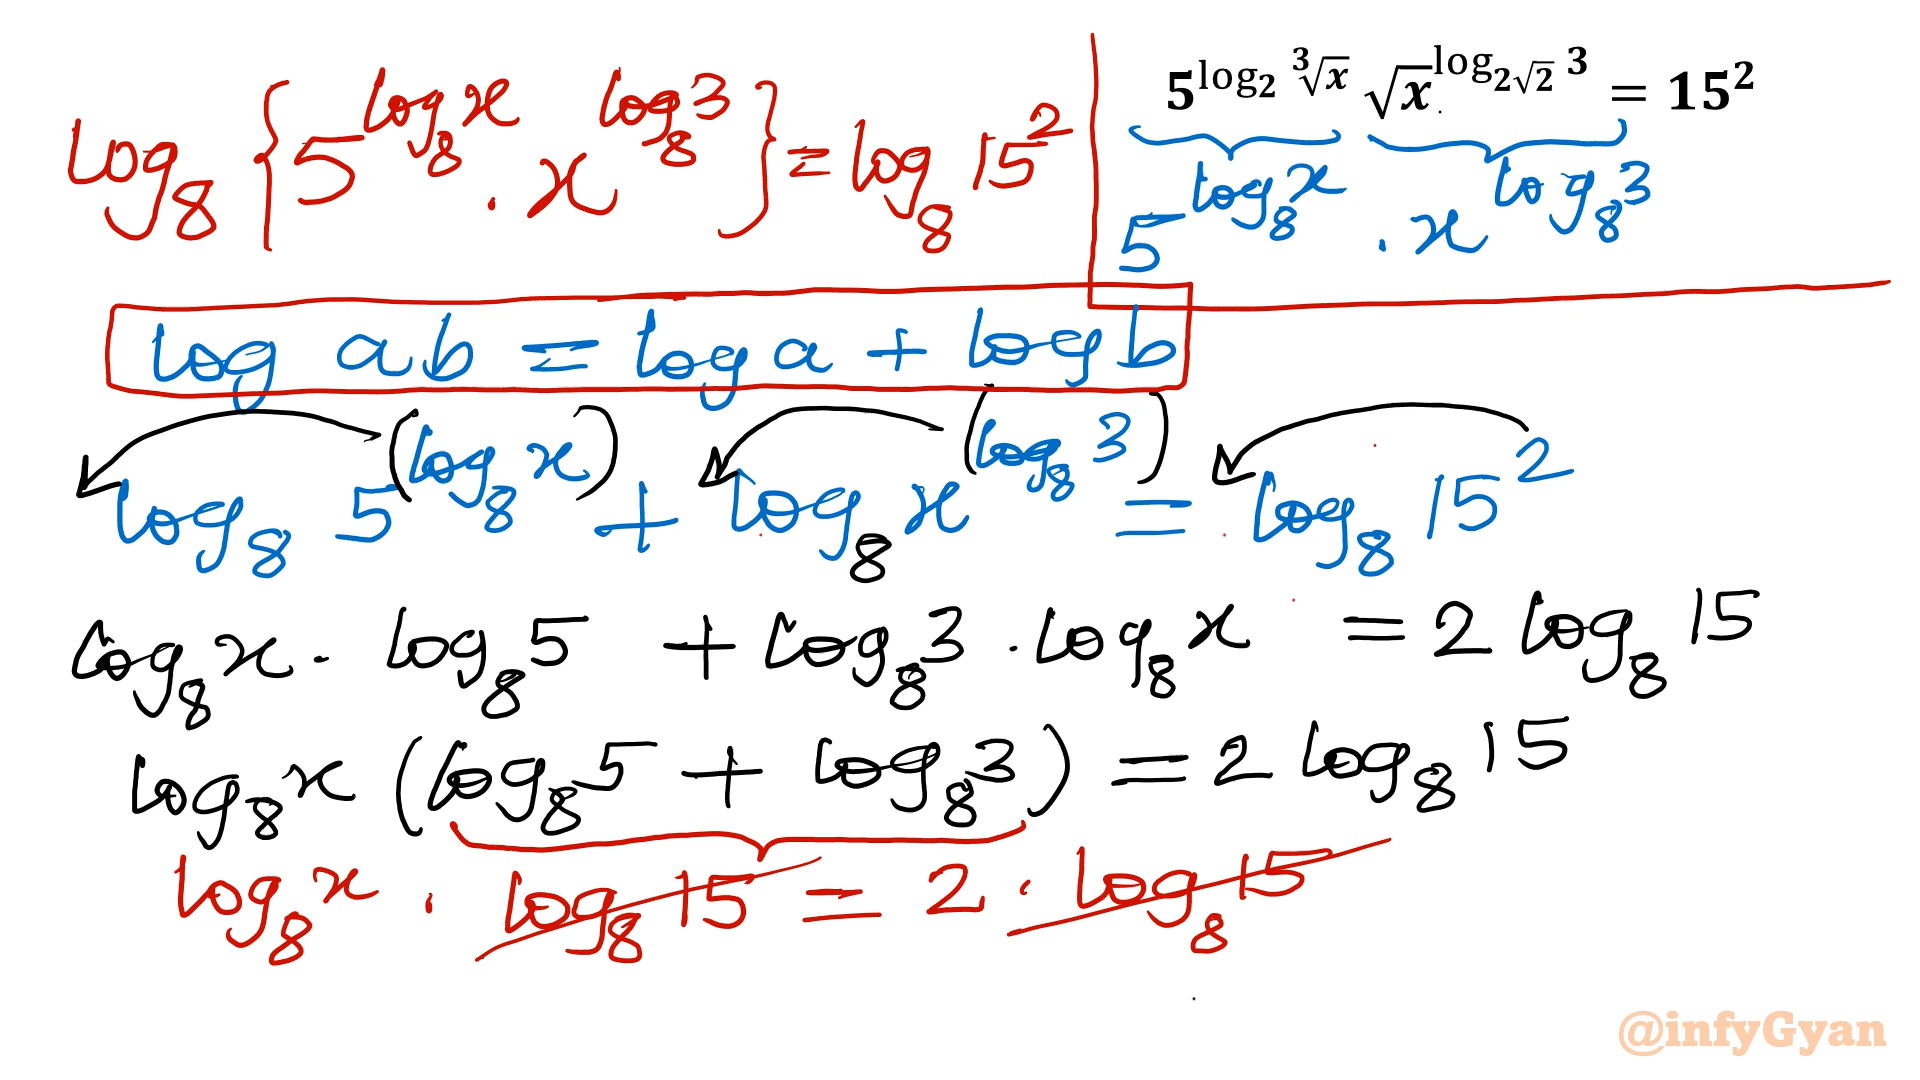 log₈ {5^(log₈ x) . x^(log₈ 3)} = log₈ 15²
5^(log₂ ∛x) √x^(log_(2√2) 3) = 15²
5^(log₈ x) . x^(log₈ 3)
log ab = log a + log b
log₈ 5^(log₈ x) + log₈ x^(log₈ 3) = log₈ 15²
log₈ x . log₈ 5 + log₈ 3 . log₈ x = 2 log₈ 15
log₈ x (log₈ 5 + log₈ 3) = 2 log₈ 15
log₈ x . log₈ 15 = 2 . log₈ 15
@infyGyan